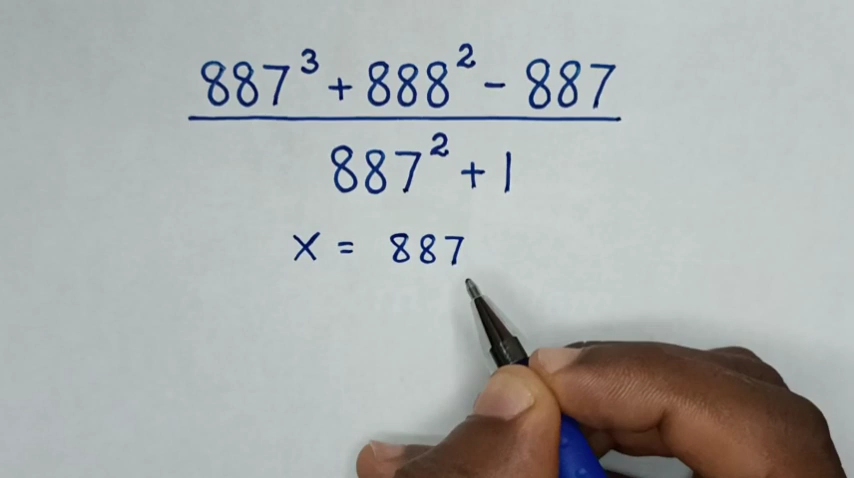 887³ + 888² - 887
887² + 1
x = 887